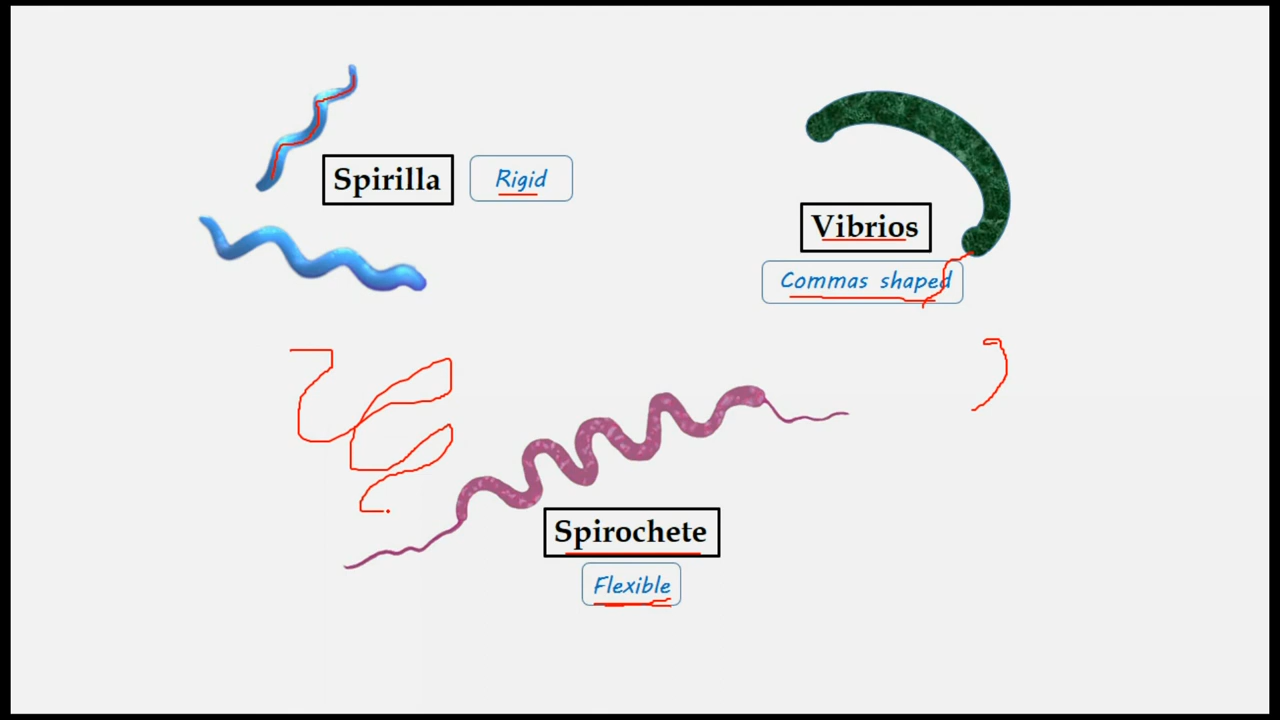 Spirilla
Rigid
Vibrios
Commas shaped
Spirochete
Flexible